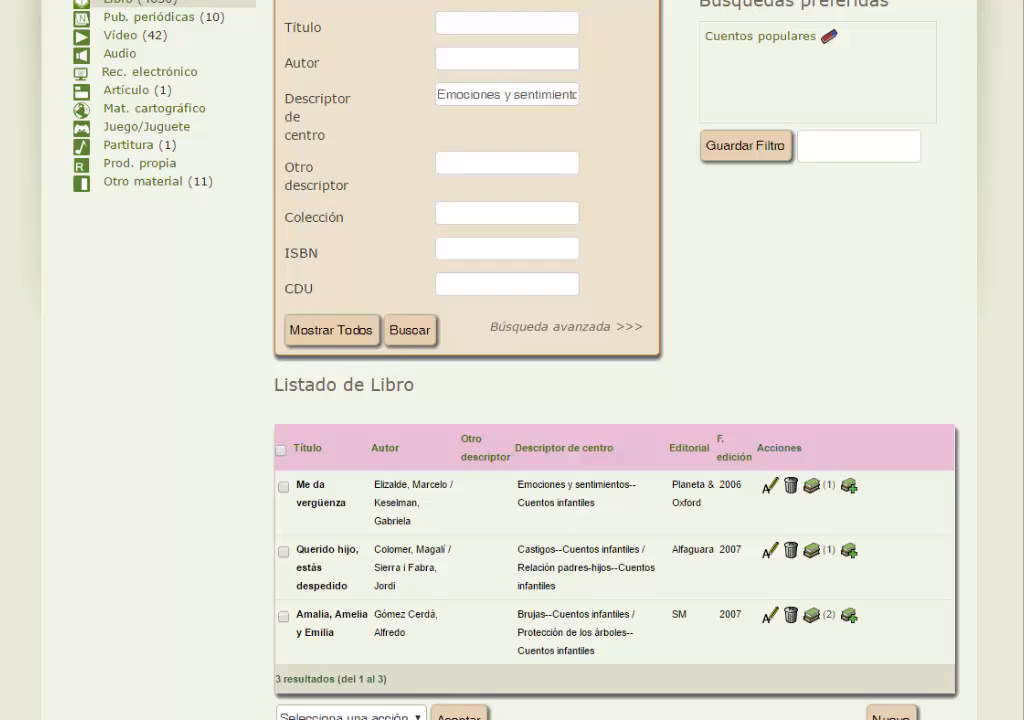 Libro (4030)
Pub. periódicas (10)
Vídeo (42)
Audio
Rec. electrónico
Artículo (1)
Mat. cartográfico
Juego/Juguete
Partitura (1)
Prod. propia
Otro material (11)
Título
Autor
Descriptor de centro
Emociones y sentimiento
Otro descriptor
Colección
ISBN
CDU
Mostrar Todos
Buscar
Búsqueda avanzada >>>
Búsquedas preferidas
Cuentos populares
Guardar Filtro
Listado de Libro
Título Autor Otro descriptor Descriptor de centro Editorial F. edición Acciones
Me da vergüenza Elizalde, Marcelo / Keselman, Gabriela Emociones y sentimientos--Cuentos infantiles Planeta & Oxford 2006 (1)
Querido hijo, estás despedido Colomer, Magalí / Sierra i Fabra, Jordi Castigos--Cuentos infantiles / Relación padres-hijos--Cuentos infantiles Alfaguara 2007 (1)
Amalia, Amelia y Emilia Gómez Cerdá, Alfredo Brujas--Cuentos infantiles / Protección de los árboles--Cuentos infantiles SM 2007 (2)
3 resultados (del 1 al 3)
Selecciona una acción
Aceptar
Nuevo